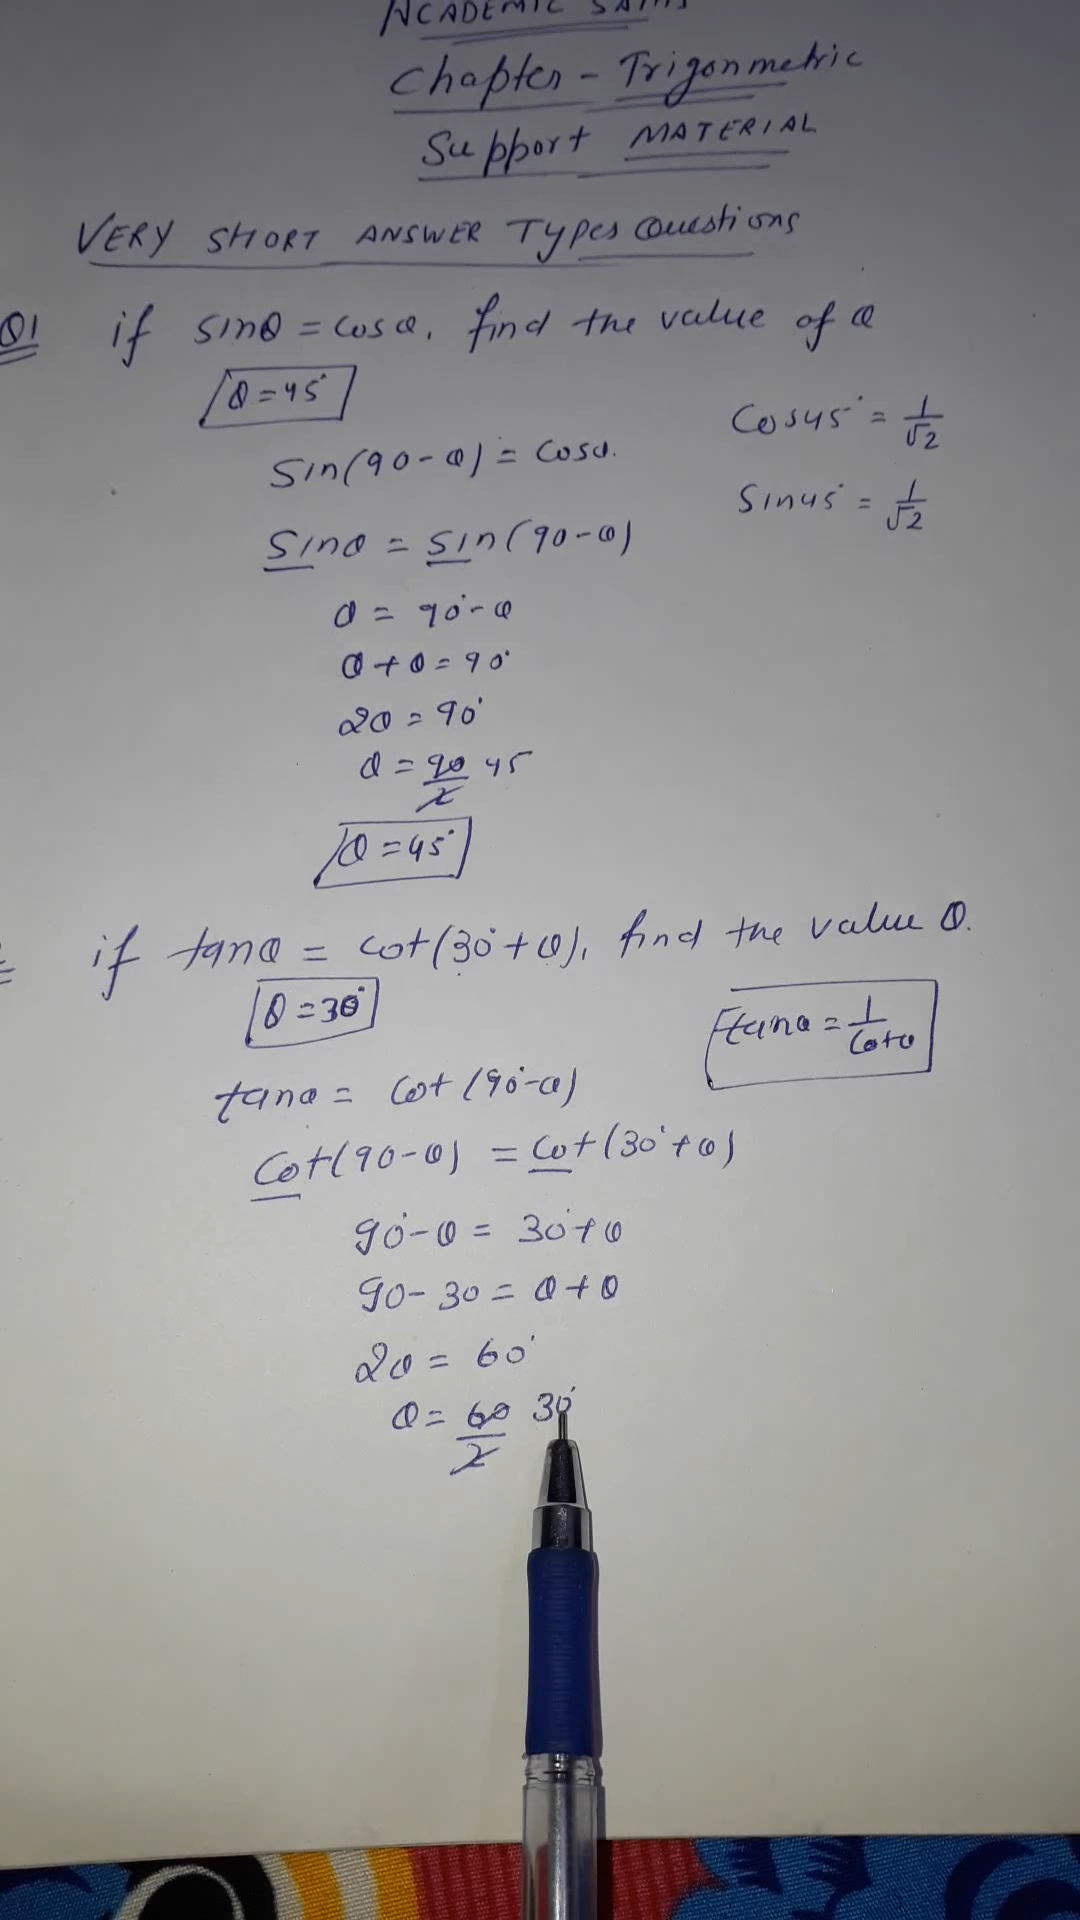 ACADEMIC
Chapter - Trigonmetric
Support MATERIAL
VERY SHORT ANSWER Types Questions
Q1 if sinθ = cosθ, find the value of θ
θ = 45°
cos45° = 1/√2
sin(90-θ) = cosθ.
sin45° = 1/√2
sinθ = sin(90-θ)
θ = 90°-θ
θ+θ = 90°
2θ = 90°
θ = 90/2 45
θ = 45°
if tanθ = cot(30°+θ), find the value θ.
θ = 30°
tanθ = 1/cotθ
tanθ = cot(90°-θ)
cot(90-θ) = cot(30°+θ)
90°-θ = 30°+θ
90-30 = θ+θ
2θ = 60°
θ = 60/2 30°